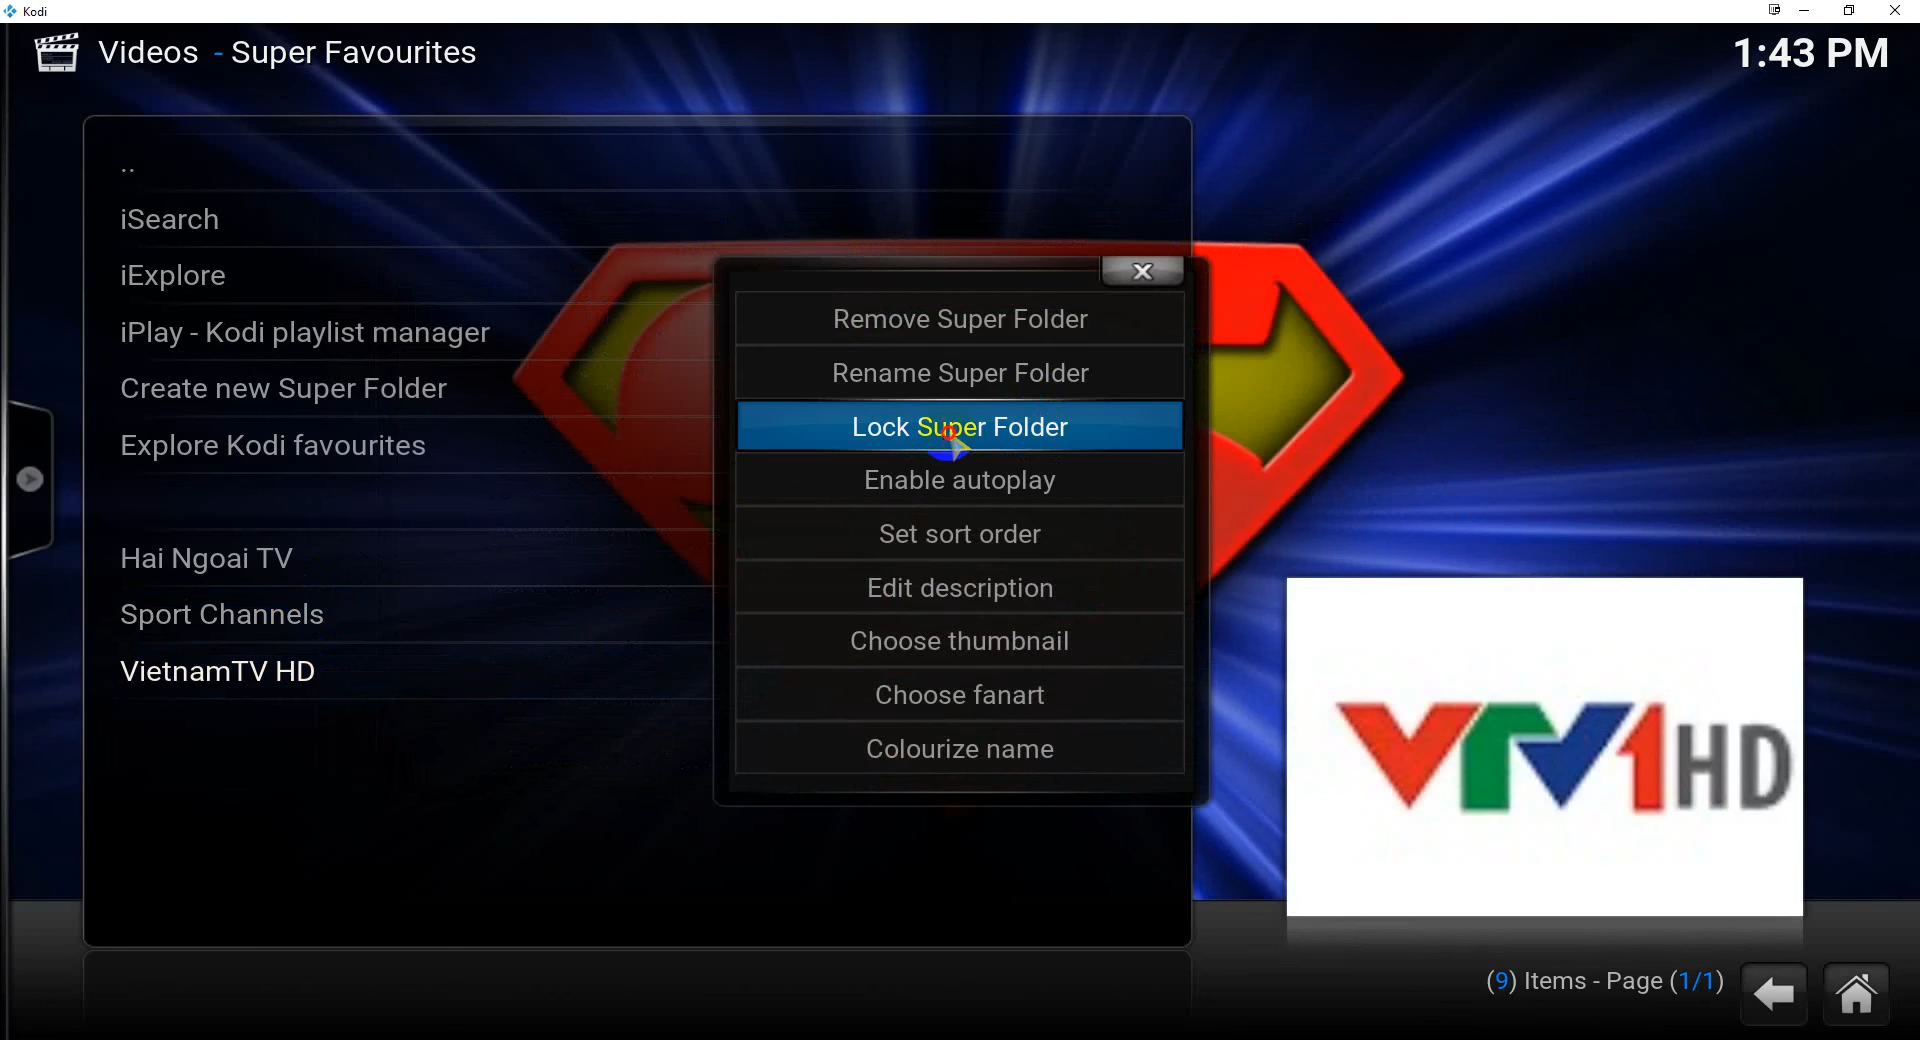 Kodi
Videos - Super Favourites
1:43 PM
..
iSearch
iExplore
iPlay - Kodi playlist manager
Create new Super Folder
Explore Kodi favourites
Hai Ngoai TV
Sport Channels
VietnamTV HD
Remove Super Folder
Rename Super Folder
Lock Super Folder
Enable autoplay
Set sort order
Edit description
Choose thumbnail
Choose fanart
Colourize name
VTV1HD
(9) Items - Page (1/1)